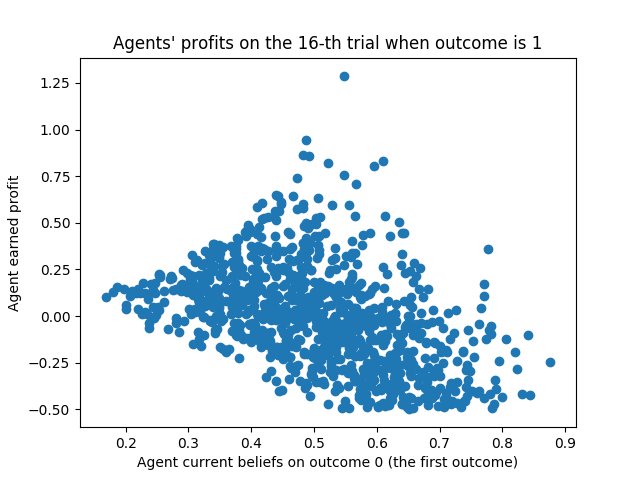 Agents' profits on the 16-th trial when outcome is 1
1.25
1.00
0.75
0.50
0.25
0.00
−0.25
−0.50
Agent earned profit
0.2 0.3 0.4 0.5 0.6 0.7 0.8 0.9
Agent current beliefs on outcome 0 (the first outcome)